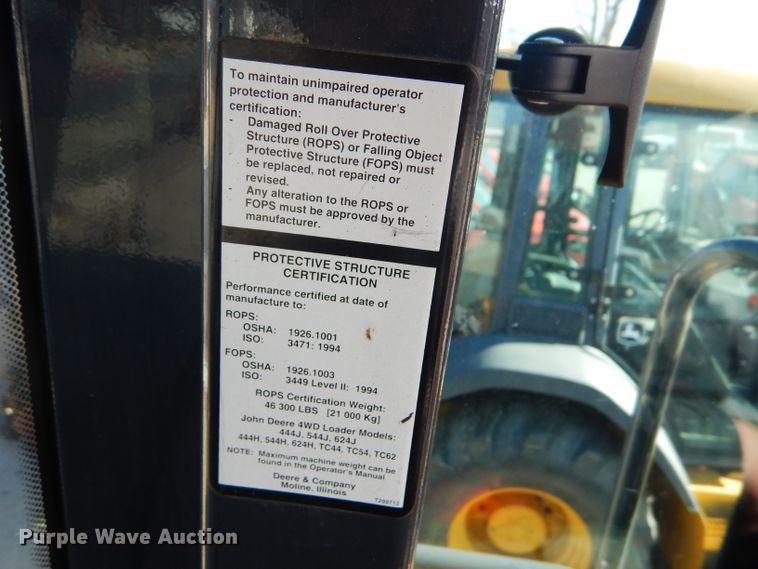 To maintain unimpaired operator
protection and manufacturer's
certification:
- Damaged Roll Over Protective
Structure (ROPS) or Falling Object
Protective Structure (FOPS) must
be replaced, not repaired or
revised.
- Any alteration to the ROPS or
FOPS must be approved by the
manufacturer.
PROTECTIVE STRUCTURE
CERTIFICATION
Performance certified at date of
manufacture to:
ROPS:
OSHA: 1926.1001
ISO: 3471: 1994
FOPS:
OSHA: 1926.1003
ISO: 3449 Level II: 1994
ROPS Certification Weight:
46 300 LBS [21 000 Kg]
John Deere 4WD Loader Models:
444J, 544J, 624J
444H, 544H, 624H, TC44, TC54, TC62
NOTE: Maximum machine weight can be
found in the Operator's Manual
Deere & Company
Moline, Illinois
T200713
Purple Wave Auction